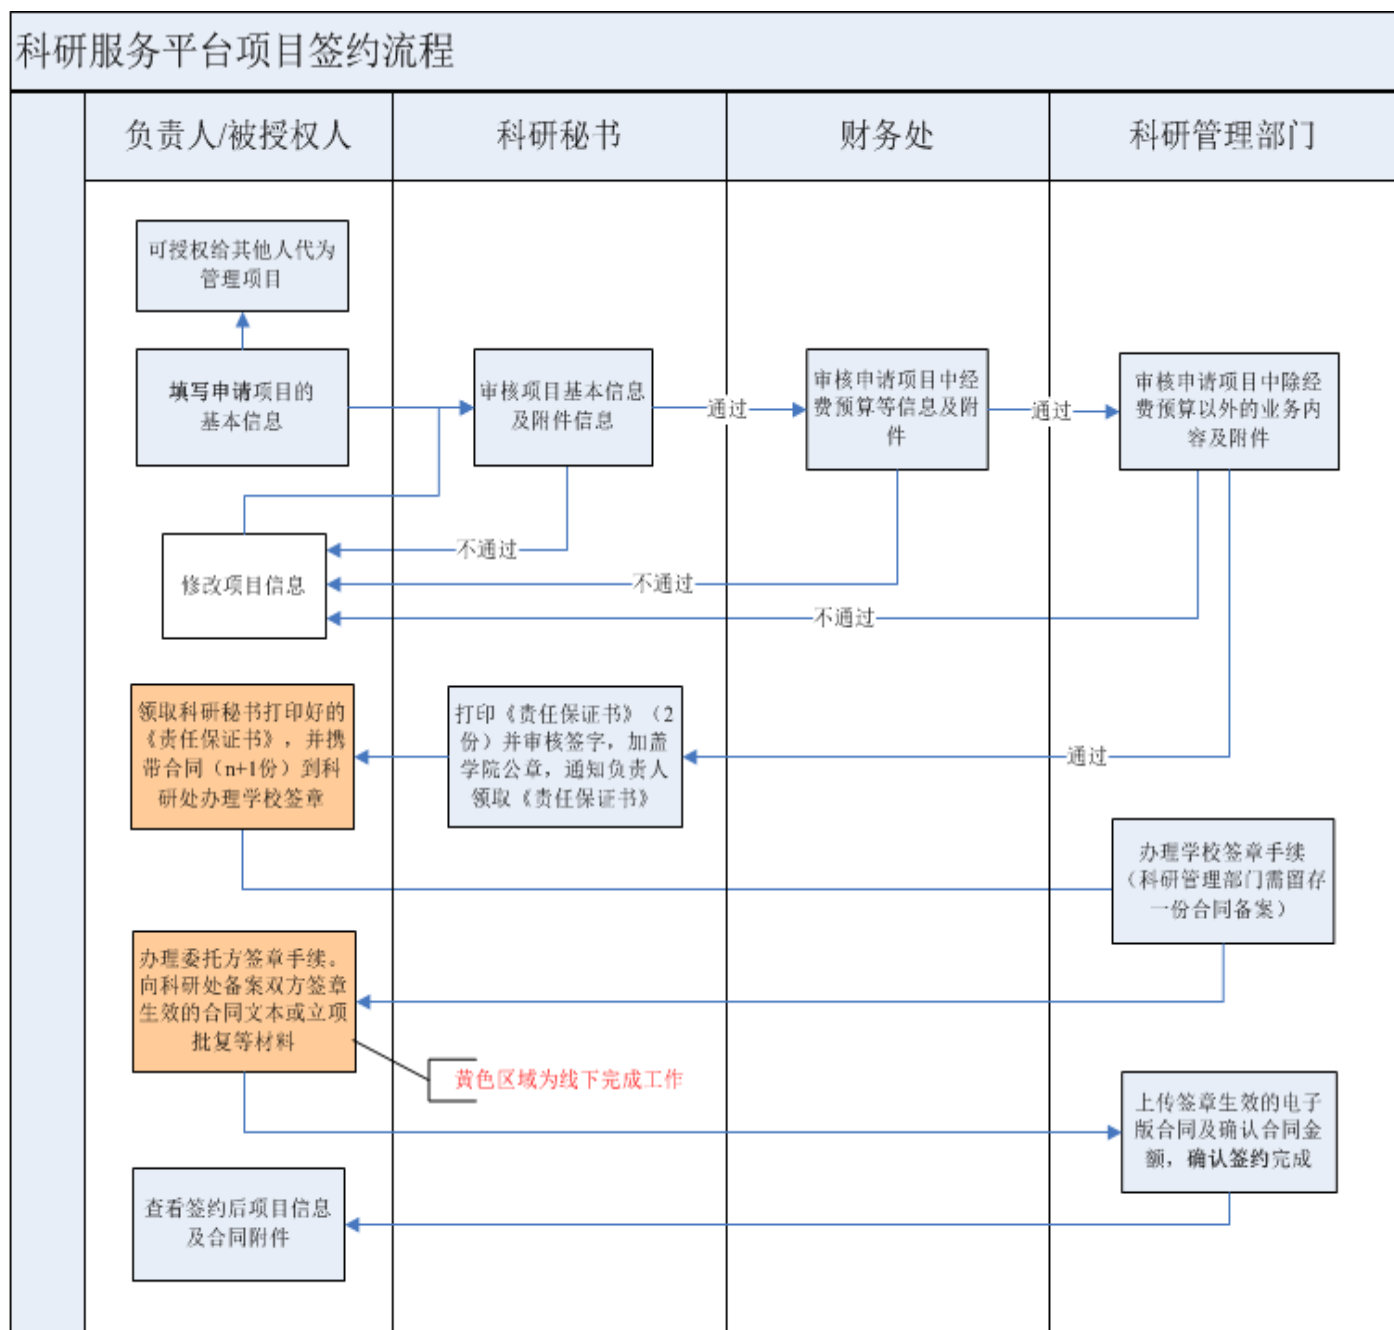 科研服务平台项目签约流程
负责人/被授权人
科研秘书
财务处
科研管理部门
可授权给其他人代为
管理项目
填写申请项目的
基本信息
审核项目基本信息
及附件信息
通过
审核申请项目中经
费预算等信息及附
件
通过
审核申请项目中除经
费预算以外的业务内
容及附件
修改项目信息
不通过
不通过
不通过
领取科研秘书打印好的
《责任保证书》，并携
带合同（n+1份）到科
研处办理学校签章
打印《责任保证书》（2
份）并审核签字，加盖
学院公章，通知负责人
领取《责任保证书》
通过
办理学校签章手续
（科研管理部门需留存
一份合同备案）
办理委托方签章手续。
向科研处备案双方签章
生效的合同文本或立项
批复等材料
黄色区域为线下完成工作
上传签章生效的电子
版合同及确认合同金
额，确认签约完成
查看签约后项目信息
及合同附件